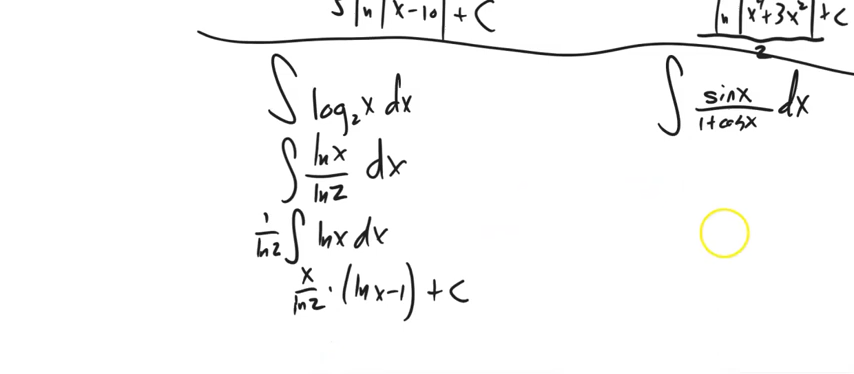 5 ln|x-10| + C
ln|x⁴+3x²| + C
2
∫ log₂x dx
∫ lnx/ln2 dx
1/ln2 ∫ lnx dx
x/ln2 · (lnx-1) + C
∫ sinx/1+cosx dx